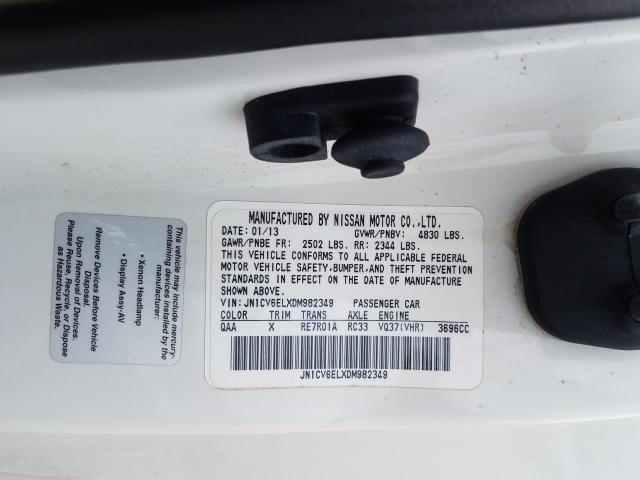 This vehicle may include mercury-
containing devices installed by the
manufacturer:
• Xenon Headlamp
• Display Assy-AV
Remove Devices Before Vehicle
Disposal.
Upon Removal of Devices:
Please Reuse, Recycle, or Dispose
as Hazardous Waste.
MANUFACTURED BY NISSAN MOTOR CO.,LTD.
DATE: 01/13 GVWR/PNBV: 4830 LBS.
GAWR/PNBE FR: 2502 LBS. RR: 2344 LBS.
THIS VEHICLE CONFORMS TO ALL APPLICABLE FEDERAL
MOTOR VEHICLE SAFETY,BUMPER,AND THEFT PREVENTION
STANDARDS IN EFFECT ON THE DATE OF MANUFACTURE
SHOWN ABOVE.
VIN: JN1CV6ELXDM982349 PASSENGER CAR
COLOR TRIM TRANS AXLE ENGINE
QAA X RE7R01A RC33 VQ37(VHR) 3696CC
JN1CV6ELXDM982349